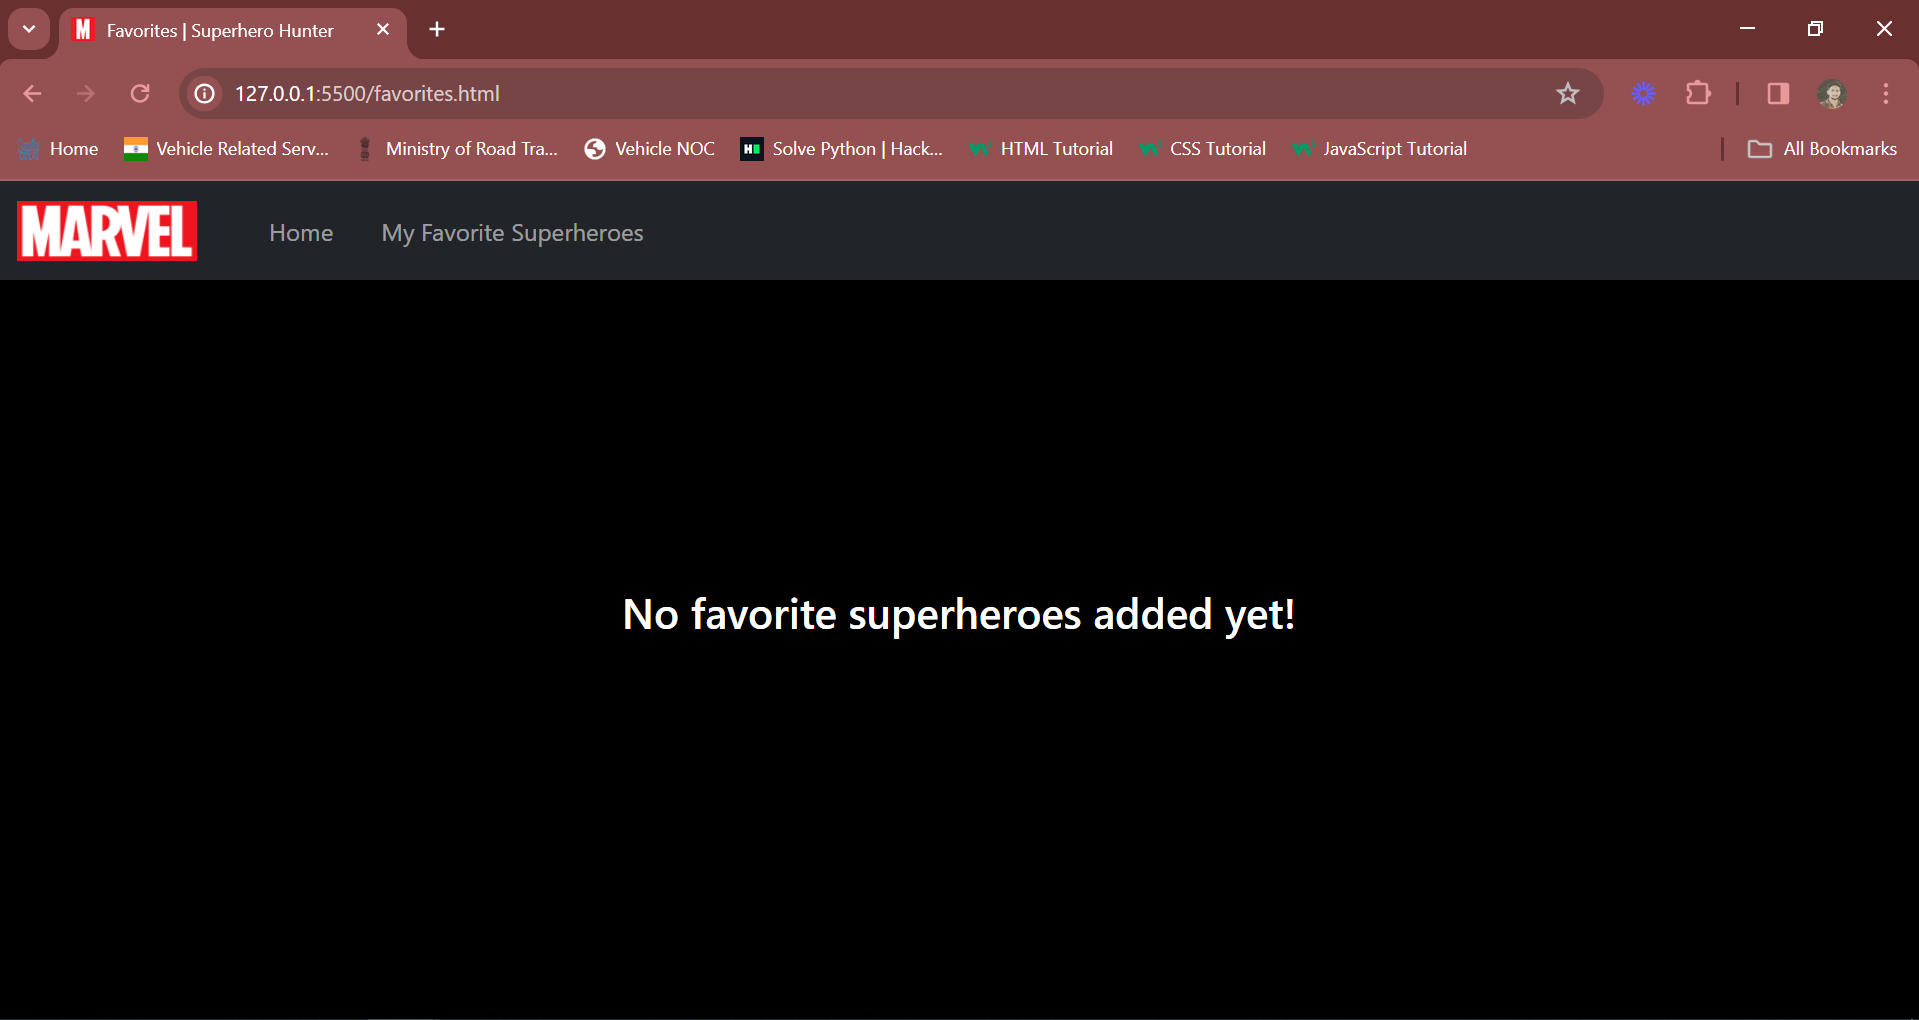 M Favorites | Superhero Hunter
127.0.0.1:5500/favorites.html
Home Vehicle Related Serv... Ministry of Road Tra... Vehicle NOC H Solve Python | Hack... HTML Tutorial CSS Tutorial JavaScript Tutorial All Bookmarks
MARVEL Home My Favorite Superheroes
No favorite superheroes added yet!